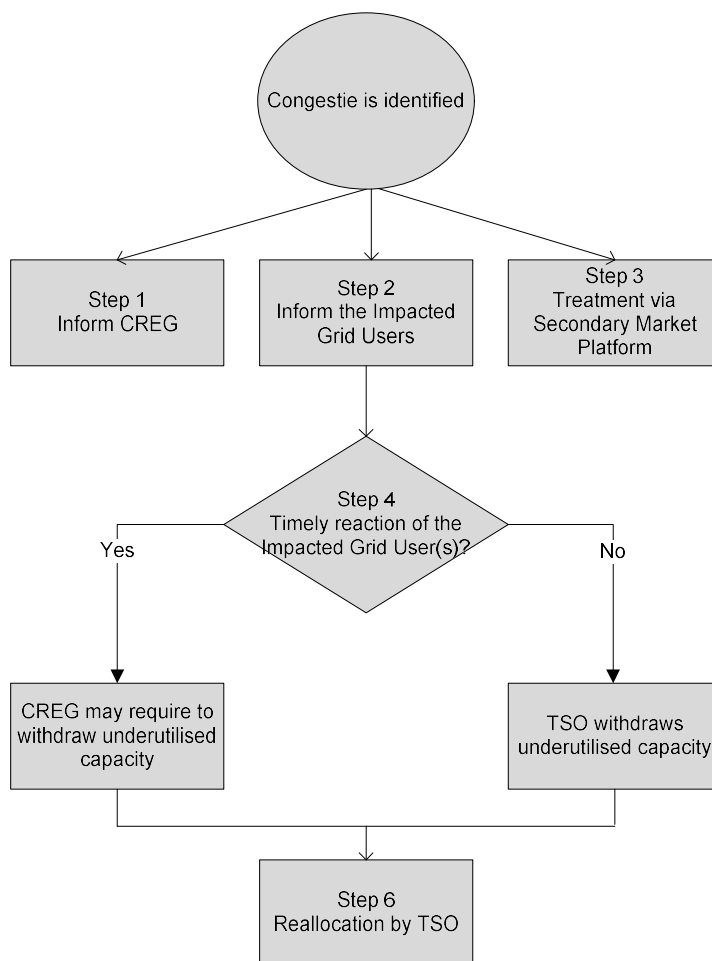 Congestie is identified
Step 1
Inform CREG
Step 2
Inform the Impacted
Grid Users
Step 3
Treatment via
Secondary Market
Platform
Step 4
Timely reaction of the
Impacted Grid User(s)?
Yes
No
CREG may require to
withdraw underutilised
capacity
TSO withdraws
underutilised capacity
Step 6
Reallocation by TSO